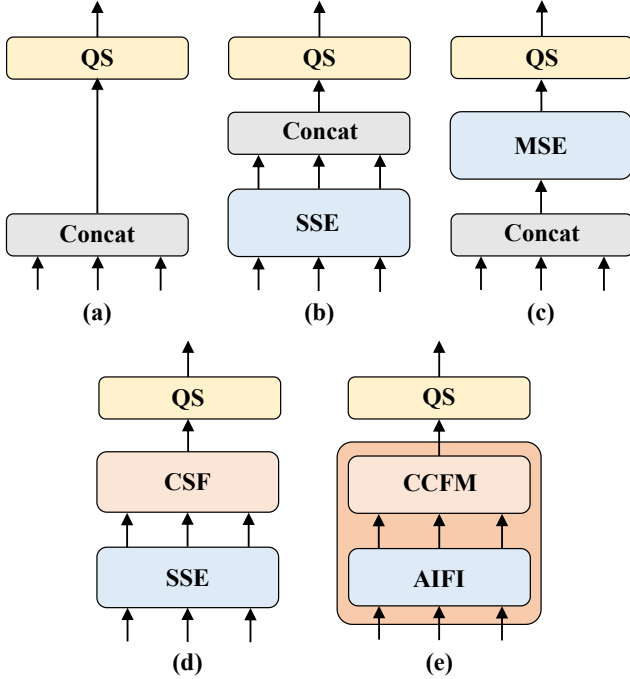 QS
Concat
(a)
QS
Concat
SSE
(b)
QS
MSE
Concat
(c)
QS
CSF
SSE
(d)
QS
CCFM
AIFI
(e)